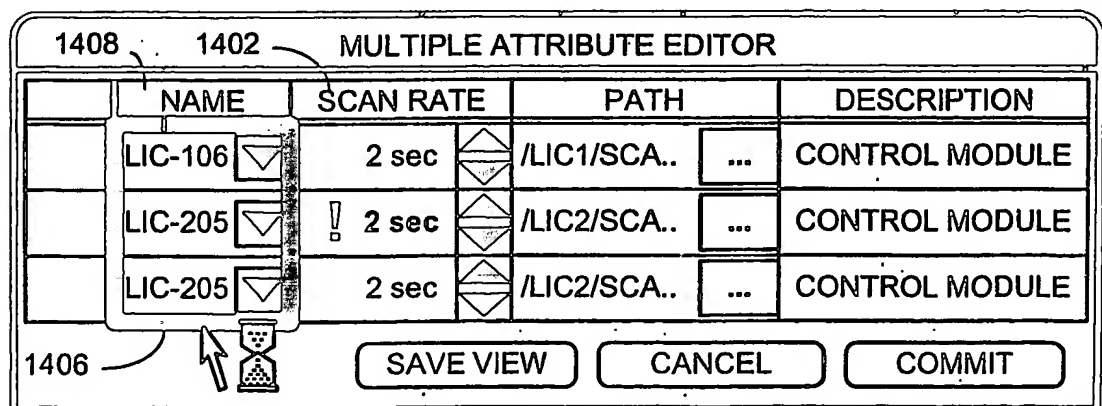 1408 1402 MULTIPLE ATTRIBUTE EDITOR
NAME SCAN RATE PATH DESCRIPTION
LIC-106 2 sec /LIC1/SCA.. ... CONTROL MODULE
LIC-205 ! 2 sec /LIC2/SCA.. ... CONTROL MODULE
LIC-205 2 sec /LIC2/SCA.. ... CONTROL MODULE
1406 SAVE VIEW CANCEL COMMIT